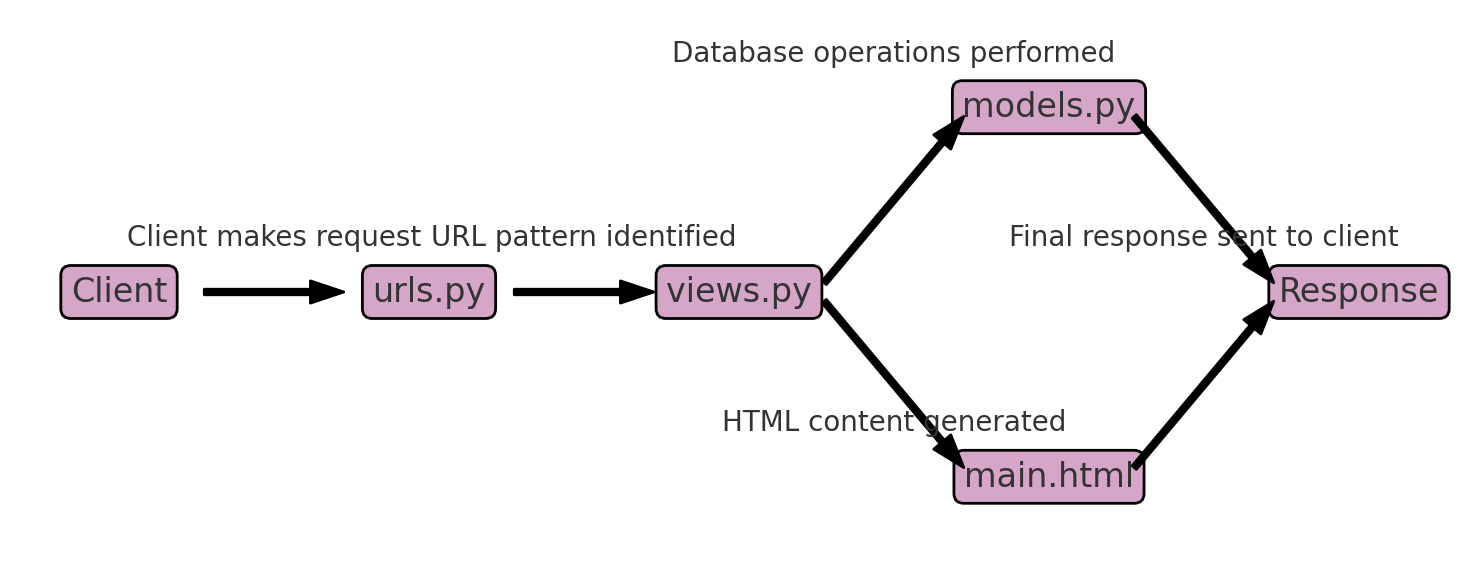 Database operations performed
models.py
Client makes request URL pattern identified
Final response sent to client
Client
urls.py
views.py
Response
HTML content generated
main.html